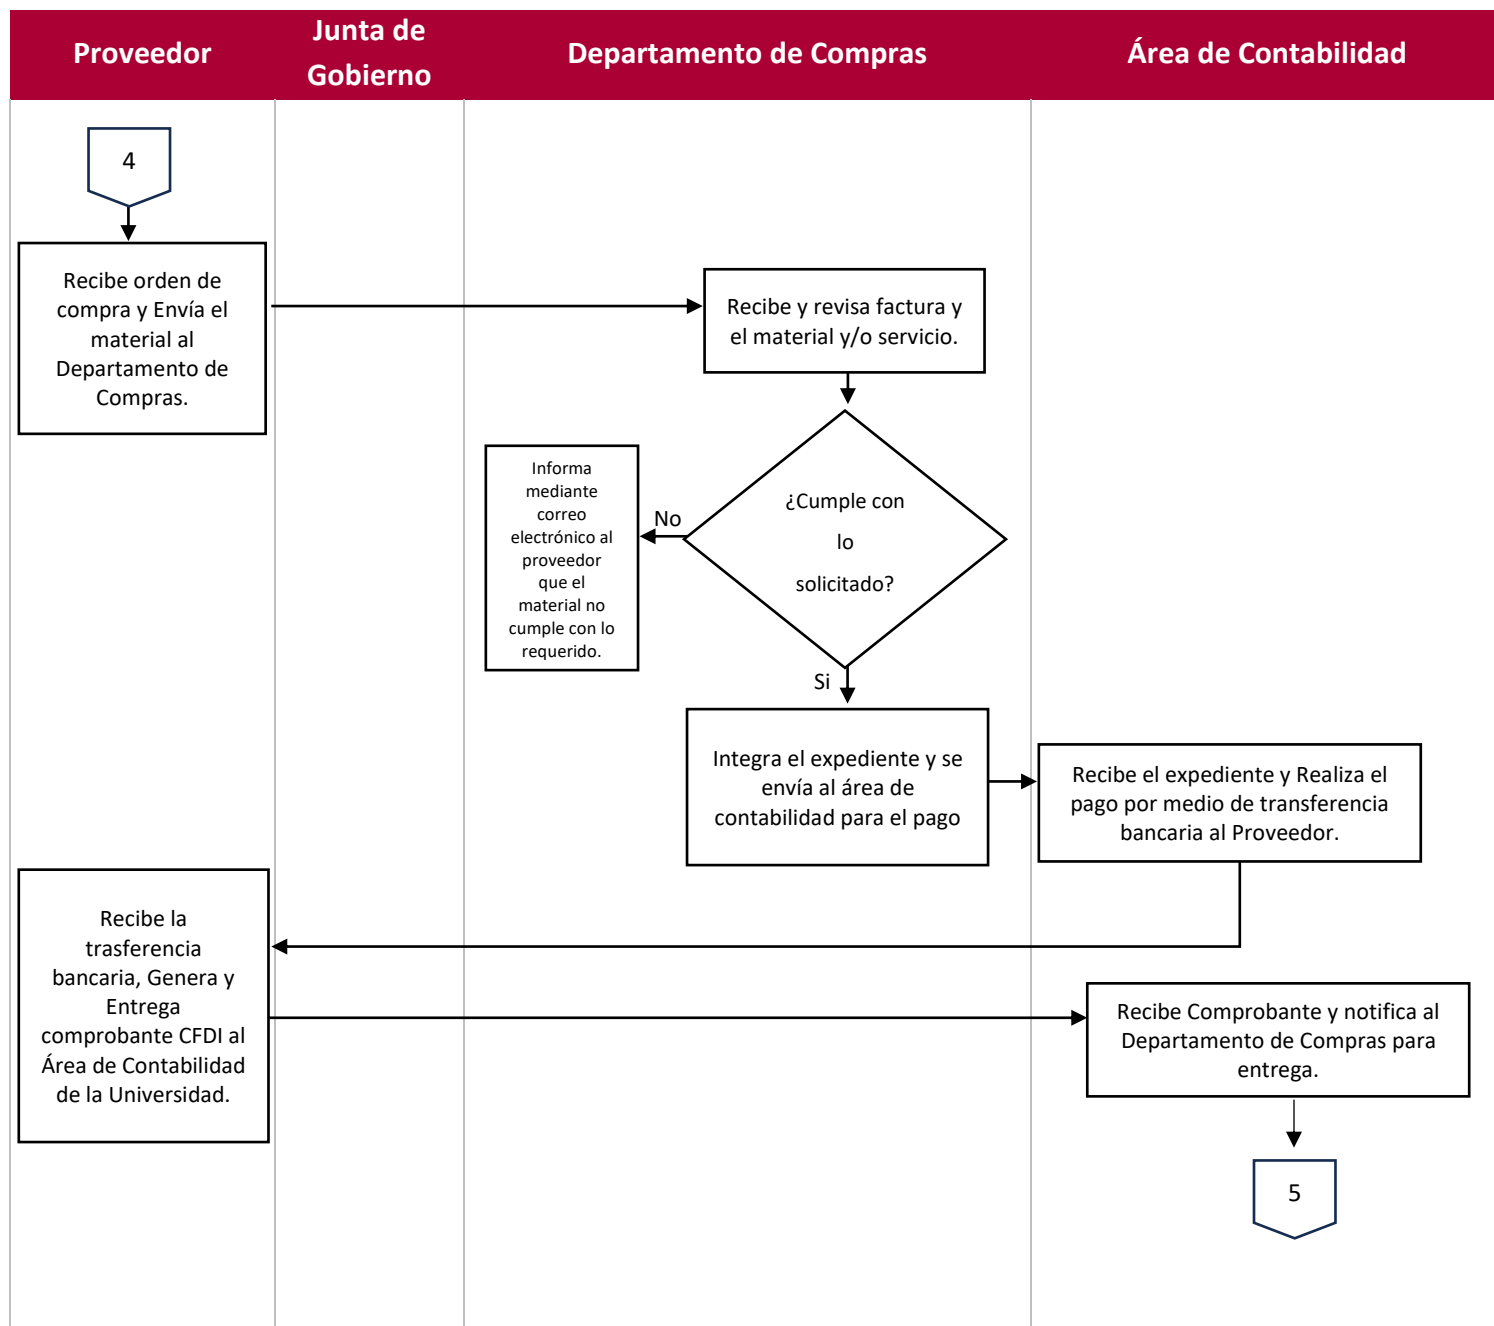 Proveedor
Junta de
Gobierno
Departamento de Compras
Área de Contabilidad
4
Recibe orden de
compra y Envía el
material al
Departamento de
Compras.
Recibe y revisa factura y
el material y/o servicio.
¿Cumple con
lo
solicitado?
No
Informa
mediante
correo
electrónico al
proveedor
que el
material no
cumple con lo
requerido.
Si
Integra el expediente y se
envía al área de
contabilidad para el pago
Recibe el expediente y Realiza el
pago por medio de transferencia
bancaria al Proveedor.
Recibe la
trasferencia
bancaria, Genera y
Entrega
comprobante CFDI al
Área de Contabilidad
de la Universidad.
Recibe Comprobante y notifica al
Departamento de Compras para
entrega.
5